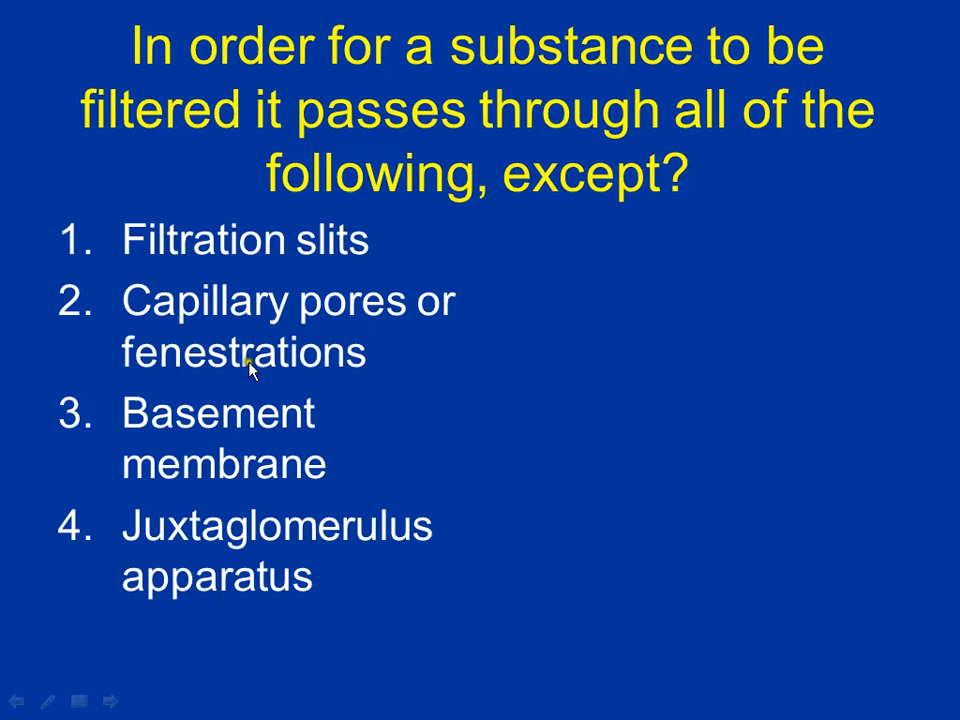 In order for a substance to be
filtered it passes through all of the
following, except?
1. Filtration slits
2. Capillary pores or
fenestrations
3. Basement
membrane
4. Juxtaglomerulus
apparatus